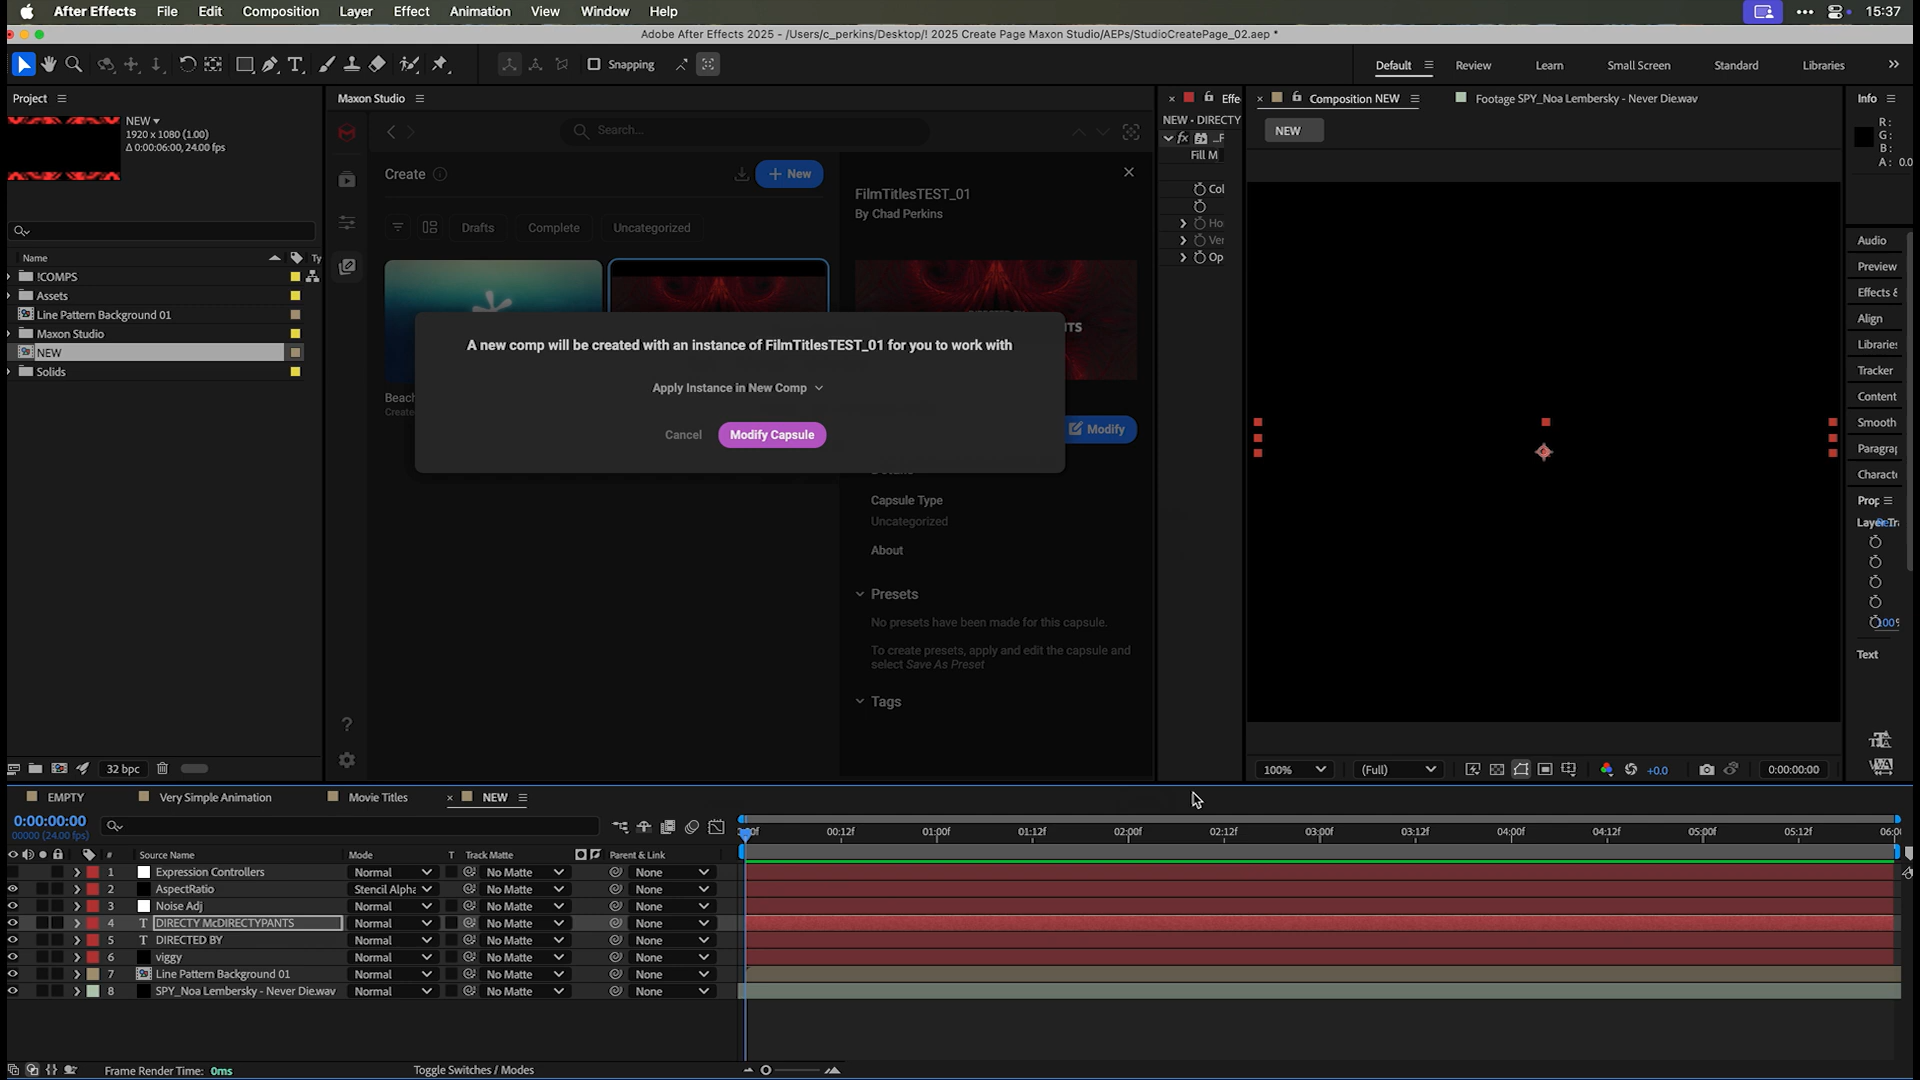 After Effects File Edit Composition Layer Effect Animation View Window Help 15:37
Adobe After Effects 2025 - /Users/c_perkins/Desktop/! 2025 Create Page Maxon Studio/AEPs/StudioCreatePage_02.aep *
Snapping
Default Review Learn Small Screen Standard Libraries
Project
NEW
1920 x 1080 (1.00)
Δ 0:00:06:00, 24.00 fps
Name Ty
!COMPS
Assets
Line Pattern Background 01
Maxon Studio
NEW
Solids
32 bpc
Maxon Studio
Search...
Create
New
Drafts Complete Uncategorized
Beach
Create
FilmTitlesTEST_01
By Chad Perkins
A new comp will be created with an instance of FilmTitlesTEST_01 for you to work with
Apply Instance in New Comp
Cancel Modify Capsule
Modify
Capsule Type
Uncategorized
About
Presets
No presets have been made for this capsule.
To create presets, apply and edit the capsule and
select Save As Preset
Tags
Effe
NEW - DIRECTY
fx
Fill M
Col
Ho
Ver
Op
Composition NEW
Footage SPY_Noa Lembersky - Never Die.wav
NEW
100% (Full) +0.0 0:00:00:00
Info
R:
G:
B:
A: 0.0
Audio
Preview
Effects &
Align
Libraries
Tracker
Content
Smooth
Paragra
Characte
Prop
Text
EMPTY Very Simple Animation Movie Titles NEW
0:00:00:00
00000 (24.00 fps)
00:12f 01:00f 01:12f 02:00f 02:12f 03:00f 03:12f 04:00f 04:12f 05:00f 05:12f 06:00
# Source Name Mode T Track Matte Parent & Link
1 Expression Controllers Normal No Matte None
2 AspectRatio Stencil Alpha No Matte None
3 Noise Adj Normal No Matte None
4 T DIRECTY McDIRECTYPANTS Normal No Matte None
5 T DIRECTED BY Normal No Matte None
6 viggy Normal No Matte None
7 Line Pattern Background 01 Normal No Matte None
8 SPY_Noa Lembersky - Never Die.wav Normal No Matte None
Frame Render Time: 0ms Toggle Switches / Modes